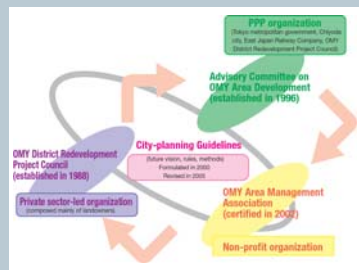 PPP organization
(Tokyo metropolitan government, Chiyoda
city, East Japan Railway Company, OMY
District Redevelopment Project Council)
Advisory Committee on
OMY Area Development
(established in 1996)
City-planning Guidelines
(future vision, rules, methods)
Formulated in 2000
Revised in 2005
OMY District Redevelopment
Project Council
(established in 1988)
Private sector-led organization
(composed mainly of landowners)
OMY Area Management
Association
(certified in 2002)
Non-profit organization